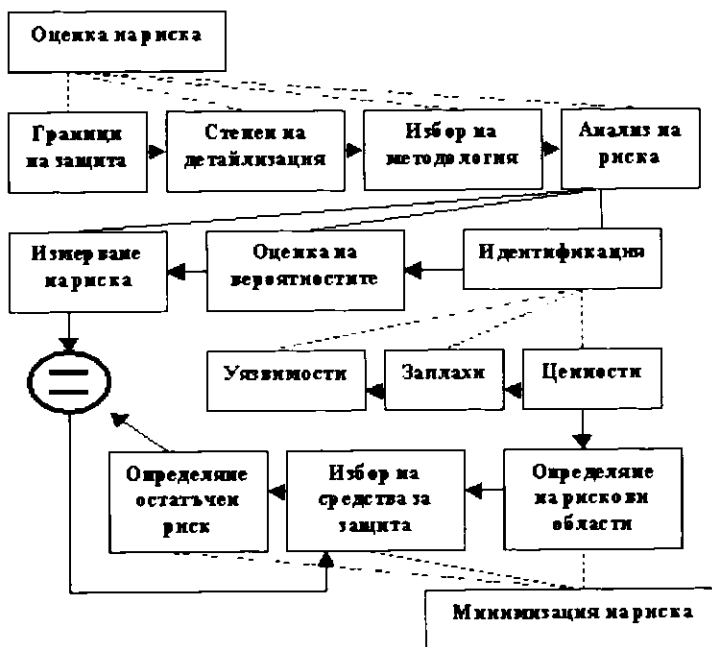 Оценка на риска
Граници
на защита
Степен на
детайлизация
Избор на
методология
Анализ на
риска
Измерване
на риска
Оценка на
вероятностите
Идентификация
Уязвимости
Заплахи
Ценности
Определяне
остатъчен
риск
Избор на
средства за
защита
Определяне
на рискови
области
Минимизация на риска